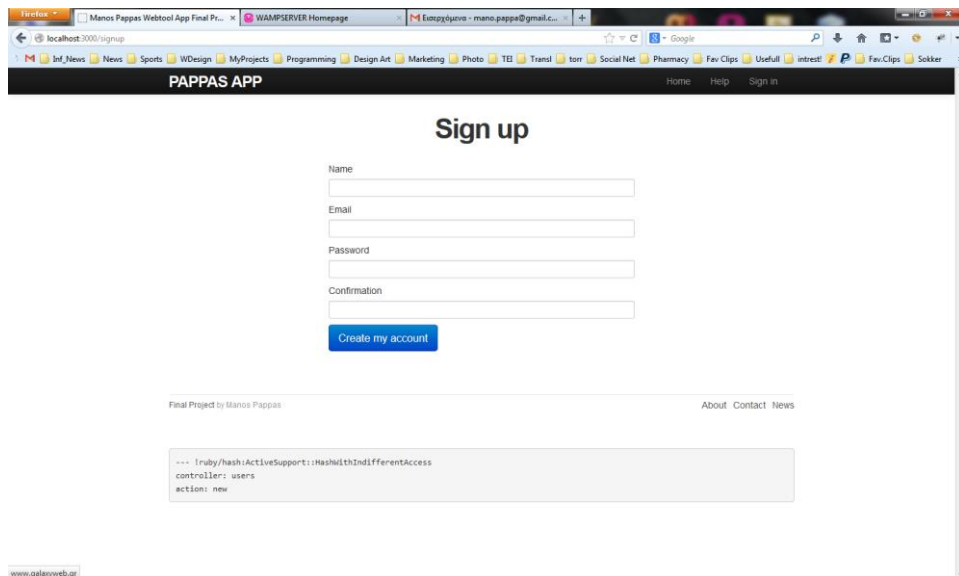 Firefox
Manos Pappas Webtool App Final Pr... × WAMPSERVER Homepage × Εισερχόμενα - mano.pappa@gmail.c... × +
localhost:3000/signup Google
Inf_News News Sports WDesign MyProjects Programming Design Art Marketing Photo TEI Transl torr Social Net Pharmacy Fav Clips Usefull intrest! Fav.Clips Sokker
PAPPAS APP Home Help Sign in
Sign up
Name
Email
Password
Confirmation
Create my account
Final Project by Manos Pappas About Contact News
--- !ruby/hash:ActiveSupport::HashWithIndifferentAccess
controller: users
action: new
www.galaxyweb.gr